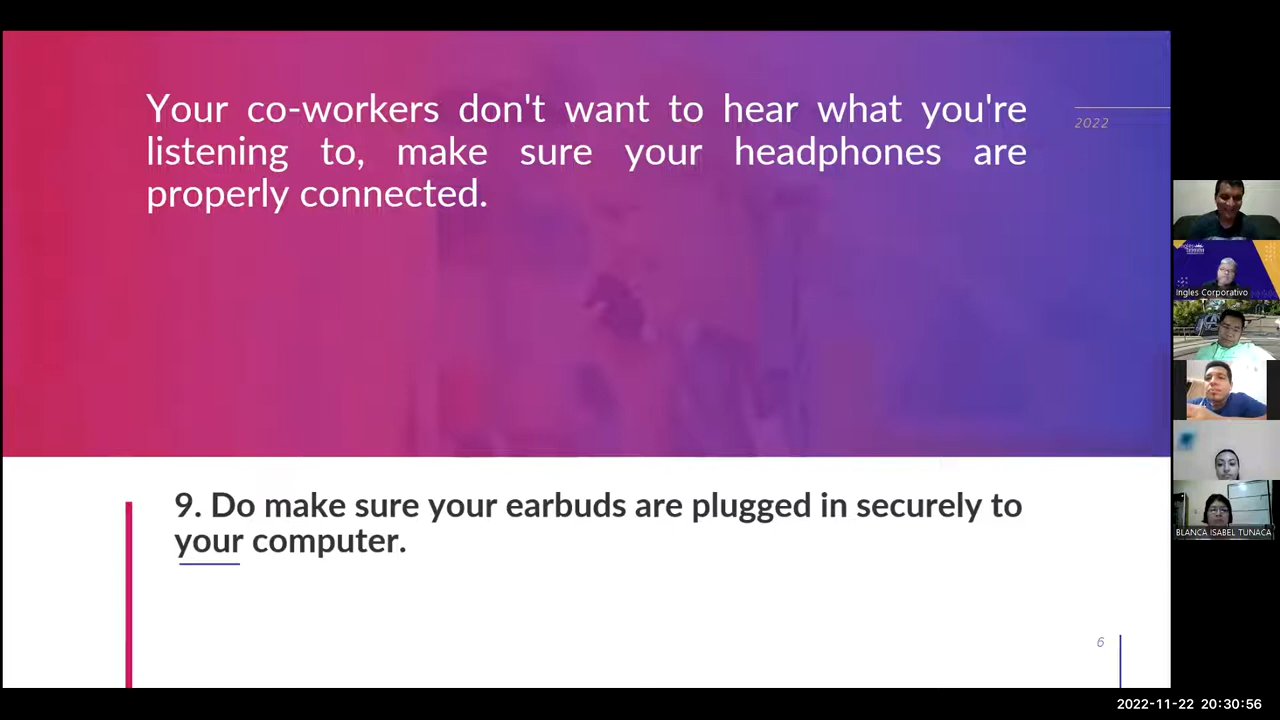 Your co-workers don't want to hear what you're
listening to, make sure your headphones are
properly connected.
2022
9. Do make sure your earbuds are plugged in securely to
your computer.
6
Ingles Corporativo
BLANCA ISABEL TUNACA
2022-11-22 20:30:56